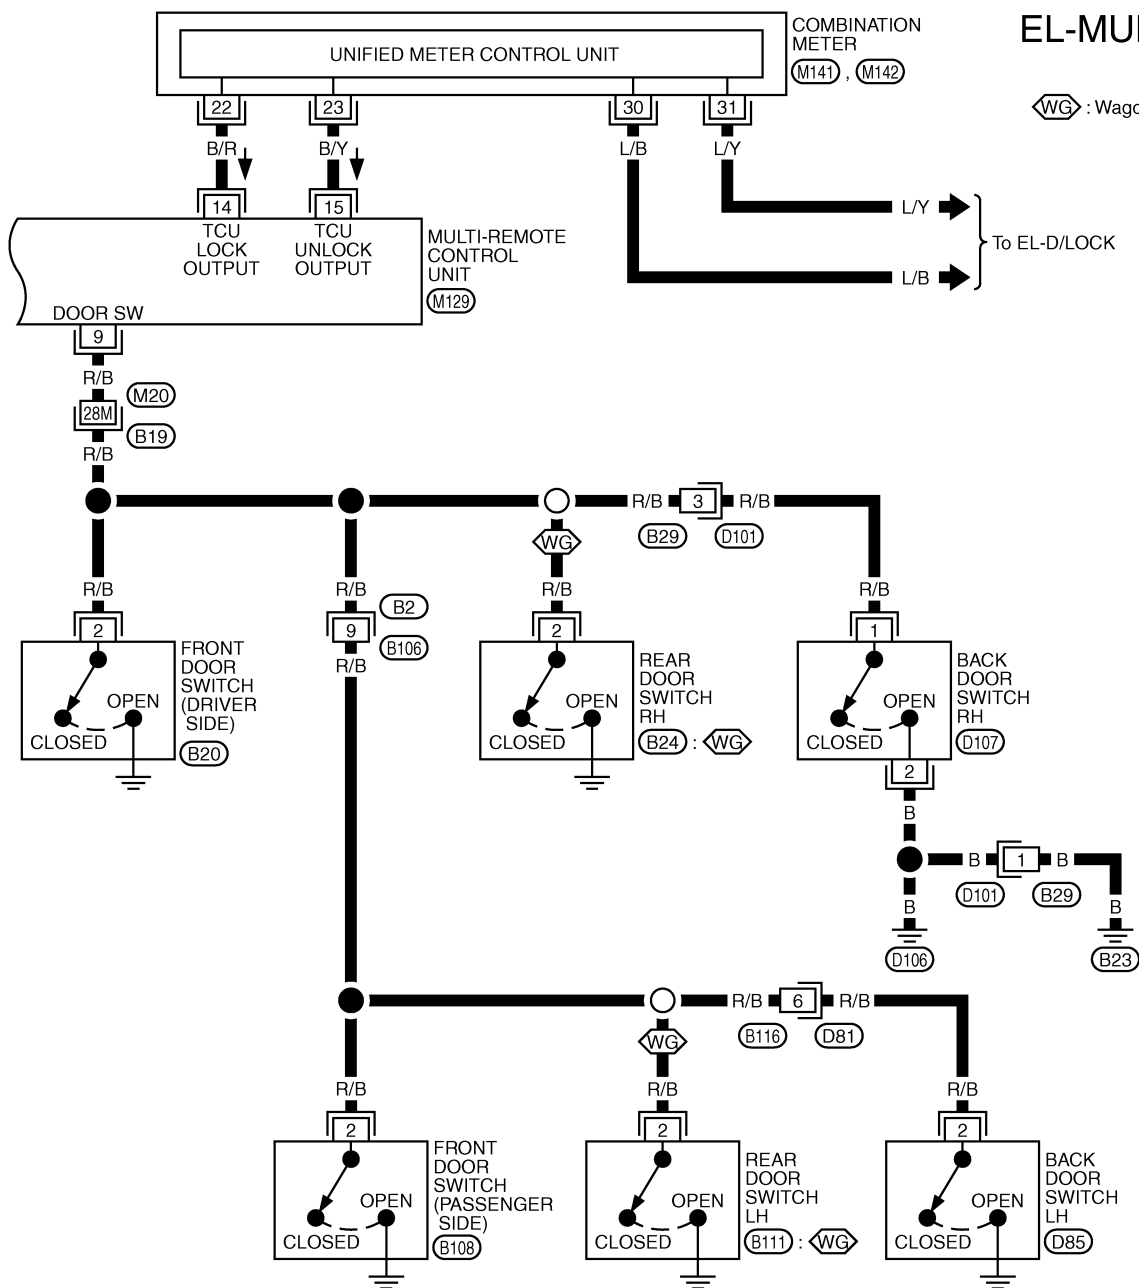 COMBINATION
METER
M141 , M142
UNIFIED METER CONTROL UNIT
EL-MU
WG : Wago
22
23
30
31
B/R
B/Y
L/B
L/Y
14
15
L/Y
TCU
LOCK
OUTPUT
TCU
UNLOCK
OUTPUT
MULTI-REMOTE
CONTROL
UNIT
M129
To EL-D/LOCK
L/B
DOOR SW
9
R/B
M20
28M
B19
R/B
R/B
3
R/B
B29
D101
WG
R/B
R/B
R/B
R/B
B2
2
9
2
1
B106
R/B
FRONT
DOOR
SWITCH
(DRIVER
SIDE)
B20
OPEN
CLOSED
REAR
DOOR
SWITCH
RH
B24 : WG
OPEN
CLOSED
BACK
DOOR
SWITCH
RH
D107
OPEN
CLOSED
2
B
B
1
B
D101
B29
B
B
D106
B23
R/B
6
R/B
B116
D81
WG
R/B
R/B
R/B
2
2
2
FRONT
DOOR
SWITCH
(PASSENGER
SIDE)
B108
OPEN
CLOSED
REAR
DOOR
SWITCH
LH
B111 : WG
OPEN
CLOSED
BACK
DOOR
SWITCH
LH
D85
OPEN
CLOSED